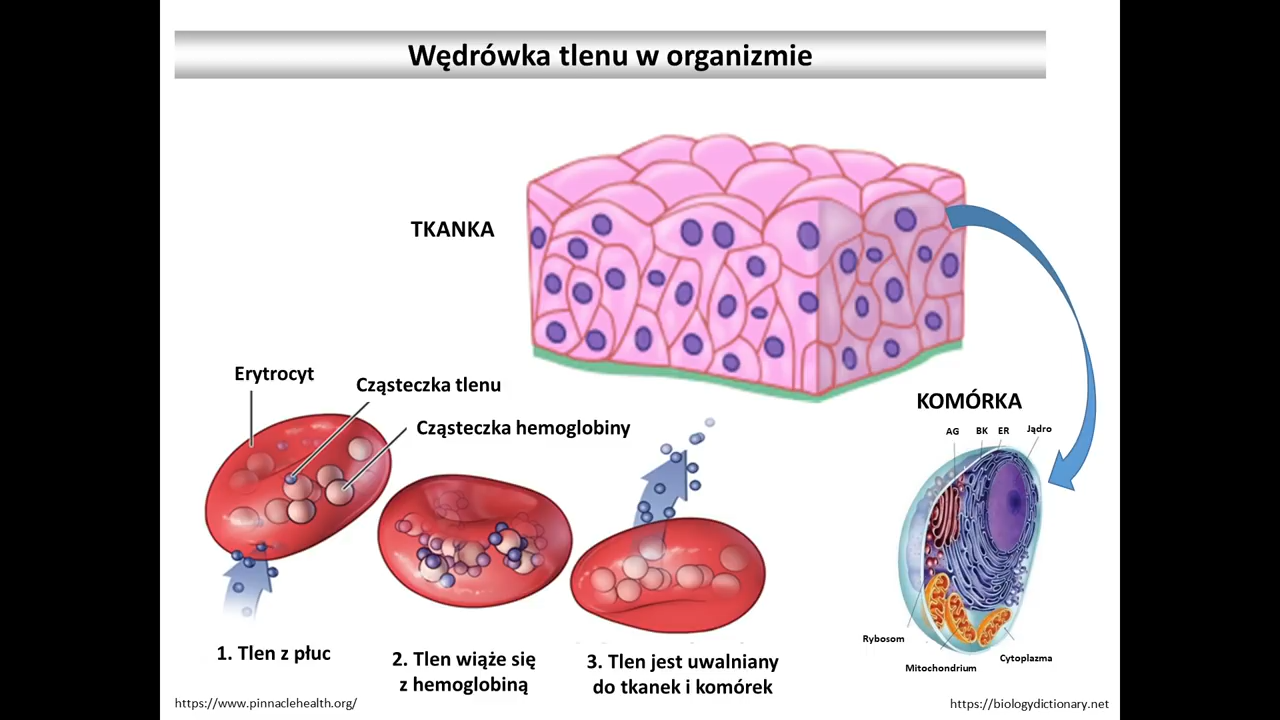 Wędrówka tlenu w organizmie
TKANKA
Erytrocyt
Cząsteczka tlenu
Cząsteczka hemoglobiny
KOMÓRKA
AG BK ER Jądro
Rybosom
Mitochondrium
Cytoplazma
1. Tlen z płuc
2. Tlen wiąże się
z hemoglobiną
3. Tlen jest uwalniany
do tkanek i komórek
https://www.pinnaclehealth.org/
https://biologydictionary.net